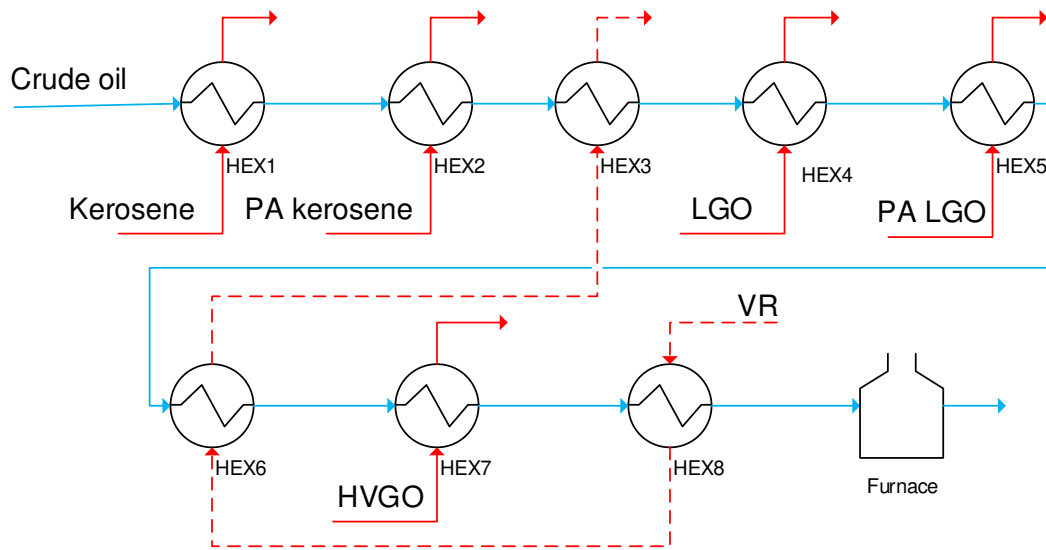 Crude oil
HEX1
HEX2
HEX3
HEX4
HEX5
Kerosene
PA kerosene
LGO
PA LGO
VR
HEX6
HEX7
HEX8
HVGO
Furnace